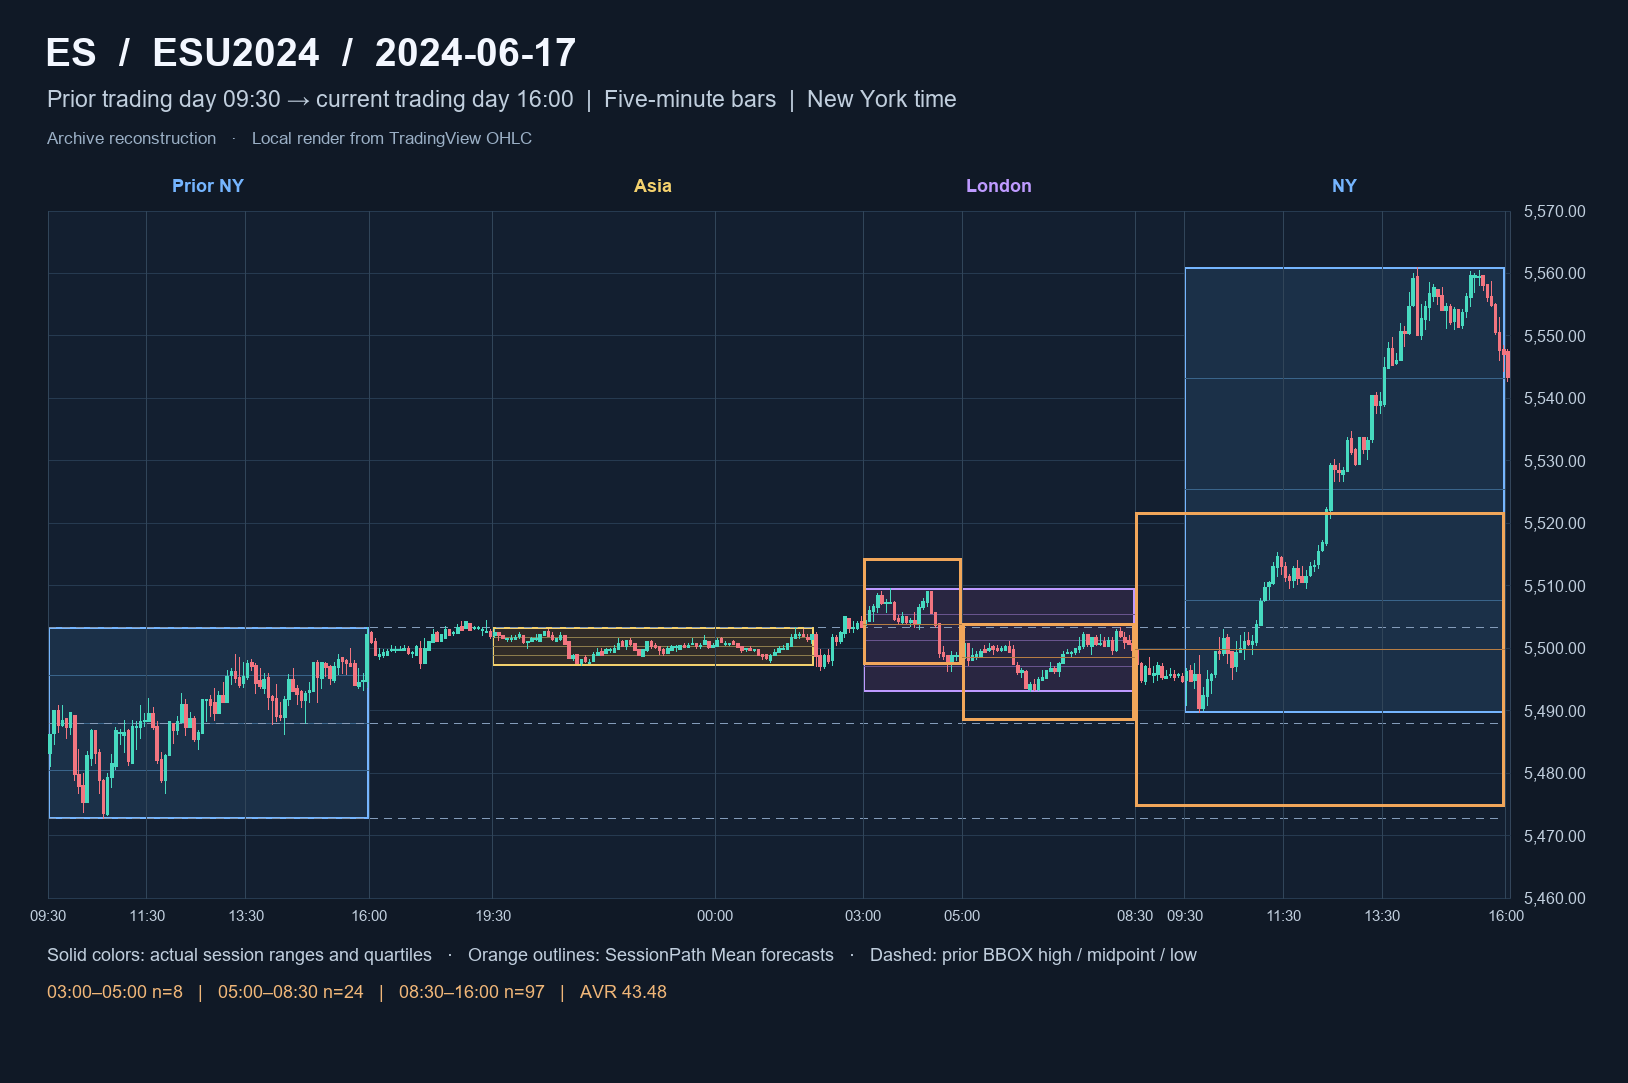 ES / ESU2024 / 2024-06-17
Prior trading day 09:30 → current trading day 16:00 | Five-minute bars | New York time
Archive reconstruction · Local render from TradingView OHLC
Prior NY Asia London NY
5,570.00
5,560.00
5,550.00
5,540.00
5,530.00
5,520.00
5,510.00
5,500.00
5,490.00
5,480.00
5,470.00
5,460.00
09:30 11:30 13:30 16:00 19:30 00:00 03:00 05:00 08:30 09:30 11:30 13:30 16:00
Solid colors: actual session ranges and quartiles · Orange outlines: SessionPath Mean forecasts · Dashed: prior BBOX high / midpoint / low
03:00–05:00 n=8 | 05:00–08:30 n=24 | 08:30–16:00 n=97 | AVR 43.48